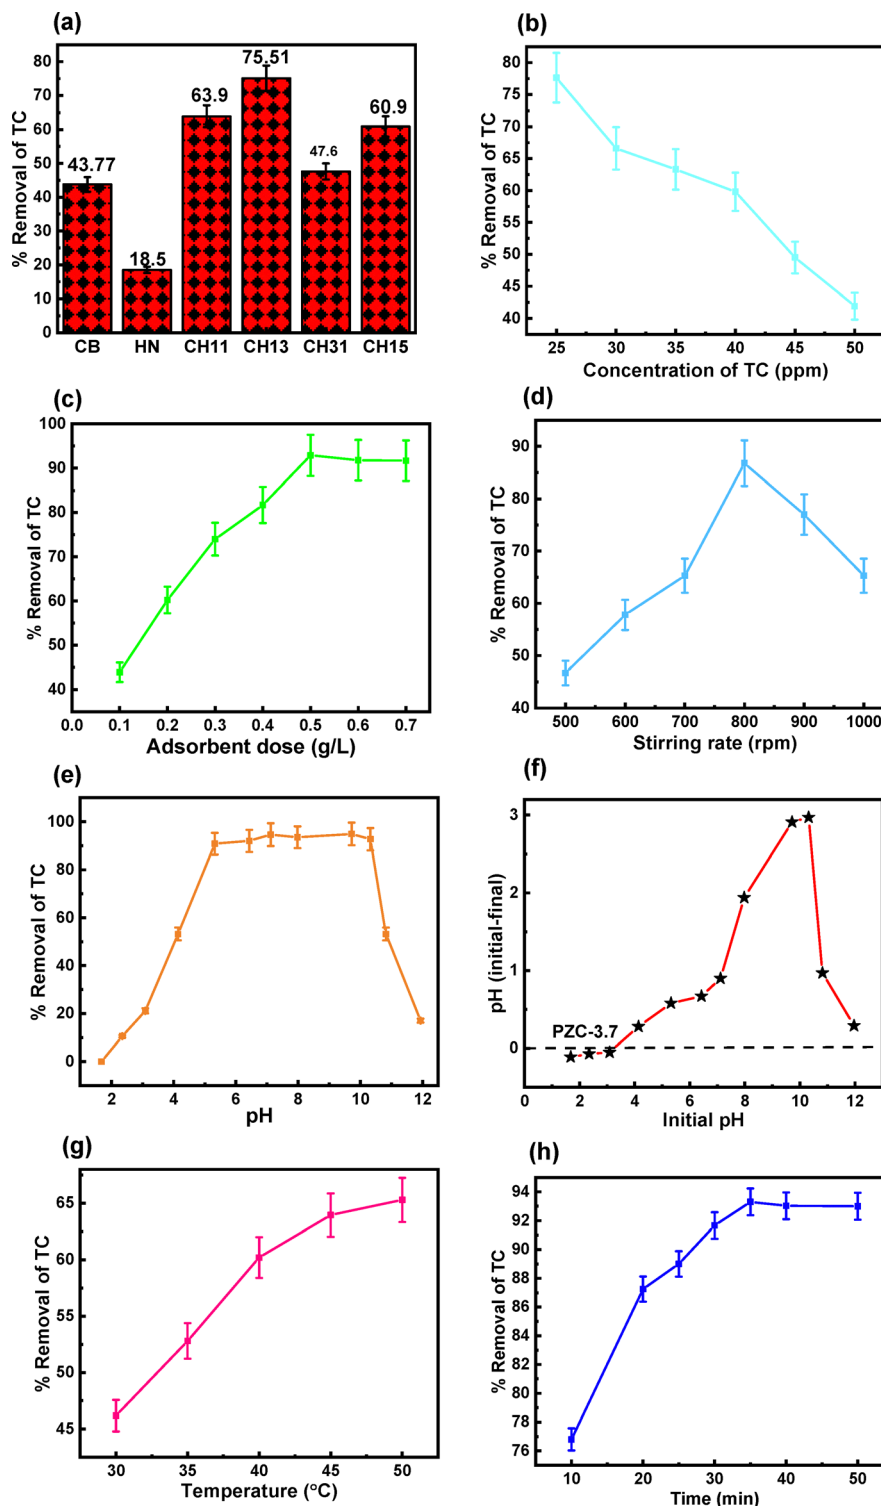 (a)
% Removal of TC
80
70
60
50
40
30
20
10
0
43.77
18.5
63.9
75.51
47.6
60.9
CB HN CH11 CH13 CH31 CH15
(b)
% Removal of TC
80
75
70
65
60
55
50
45
40
25 30 35 40 45 50
Concentration of TC (ppm)
(c)
% Removal of TC
100
90
80
70
60
50
40
0.0 0.1 0.2 0.3 0.4 0.5 0.6 0.7
Adsorbent dose (g/L)
(d)
% Removal of TC
90
80
70
60
50
40
500 600 700 800 900 1000
Stirring rate (rpm)
(e)
% Removal of TC
100
80
60
40
20
0
2 4 6 8 10 12
pH
(f)
pH (initial-final)
3
2
1
0
PZC-3.7
0 2 4 6 8 10 12
Initial pH
(g)
% Removal of TC
65
60
55
50
45
30 35 40 45 50
Temperature (°C)
(h)
% Removal of TC
94
92
90
88
86
84
82
80
78
76
10 20 30 40 50
Time (min)